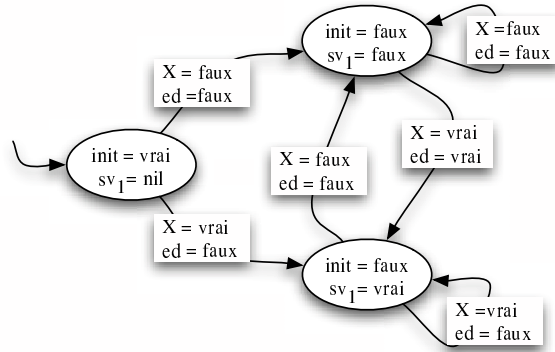 init = faux
sv1= faux
X =faux
ed = faux
X = faux
ed =faux
X = vrai
ed = vrai
init = vrai
sv1= nil
X = faux
ed = faux
X = vrai
ed = faux
init = faux
sv1= vrai
X =vrai
ed = faux